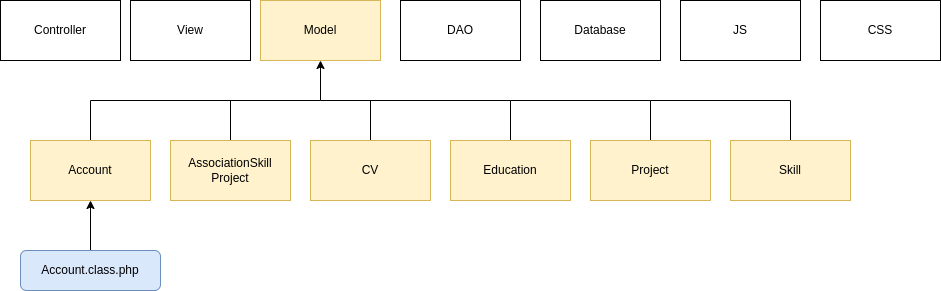 Controller
View
Model
DAO
Database
JS
CSS
Account
AssociationSkill
Project
CV
Education
Project
Skill
Account.class.php